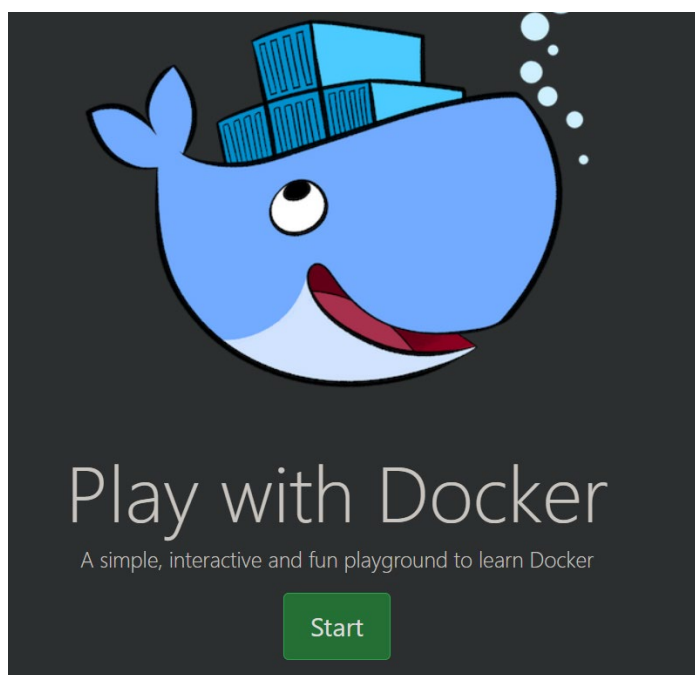 Play with Docker
A simple, interactive and fun playground to learn Docker
Start